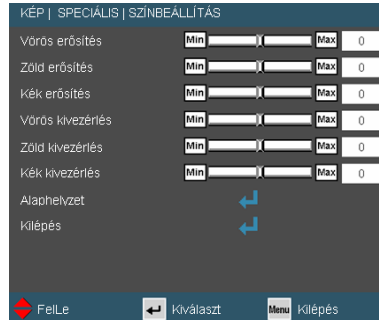 KÉP | SPECIÁLIS | SZÍNBEÁLLÍTÁS
Vörös erősítés Min Max 0
Zöld erősítés Min Max 0
Kék erősítés Min Max 0
Vörös kivezérlés Min Max 0
Zöld kivezérlés Min Max 0
Kék kivezérlés Min Max 0
Alaphelyzet
Kilépés
FelLe Kiválaszt Menu Kilépés